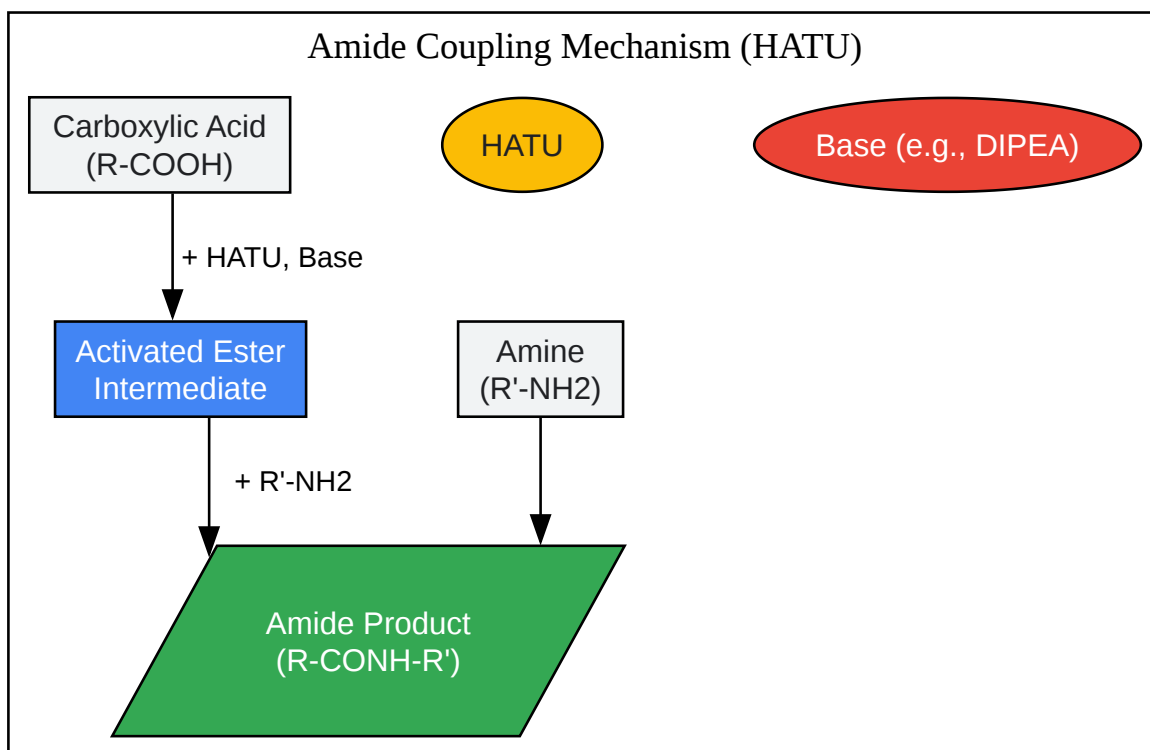 Amide Coupling Mechanism (HATU)
Carboxylic Acid
(R-COOH)
HATU
Base (e.g., DIPEA)
+ HATU, Base
Activated Ester
Intermediate
Amine
(R'-NH2)
+ R'-NH2
Amide Product
(R-CONH-R')